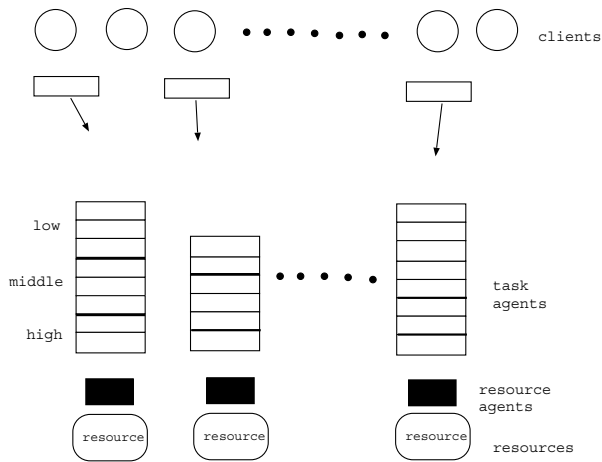 clients
low
middle
high
task
agents
resource
agents
resource
resource
resource
resources